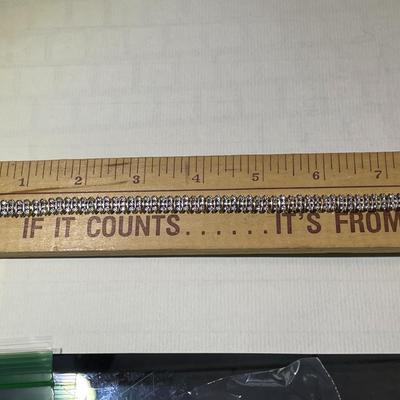 1 2 3 4 5 6 7
IF IT COUNTS......IT'S FROM